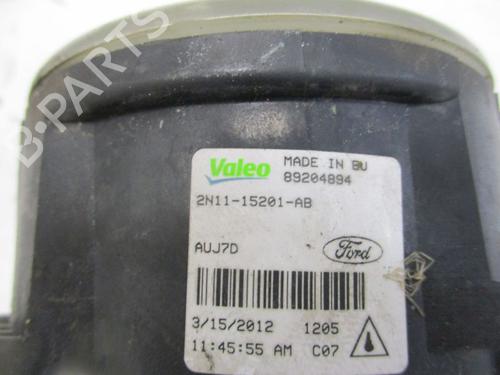 B-PARTS
Valeo MADE IN EU
89204894
2N11-15201-AB
AUJ7D Ford
3/15/2012 1205
11:45:55 AM C07